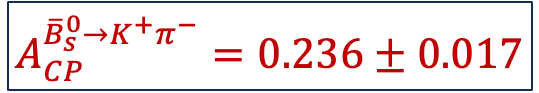 $A_{CP}^{\bar{B}_s^0 \to K^+ \pi^-} = 0.236 \pm 0.017$